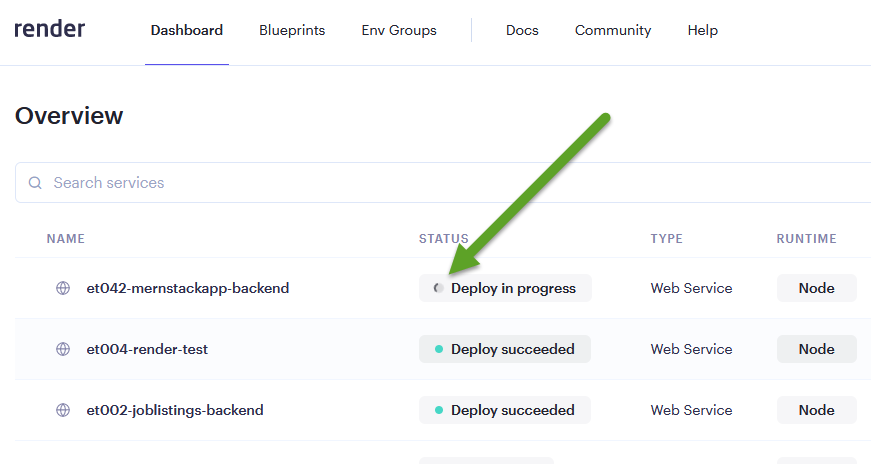 render Dashboard Blueprints Env Groups Docs Community Help
Overview
Search services
NAME STATUS TYPE RUNTIME
et042-mernstackapp-backend Deploy in progress Web Service Node
et004-render-test Deploy succeeded Web Service Node
et002-joblistings-backend Deploy succeeded Web Service Node